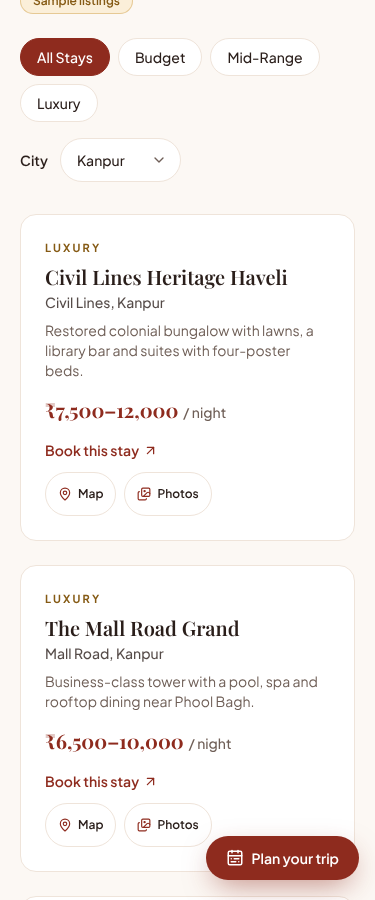 Sample listings
All Stays
Budget
Mid-Range
Luxury
City
Kanpur
LUXURY
Civil Lines Heritage Haveli
Civil Lines, Kanpur
Restored colonial bungalow with lawns, a
library bar and suites with four-poster
beds.
₹7,500–12,000 / night
Book this stay
Map
Photos
LUXURY
The Mall Road Grand
Mall Road, Kanpur
Business-class tower with a pool, spa and
rooftop dining near Phool Bagh.
₹6,500–10,000 / night
Book this stay
Map
Photos
Plan your trip